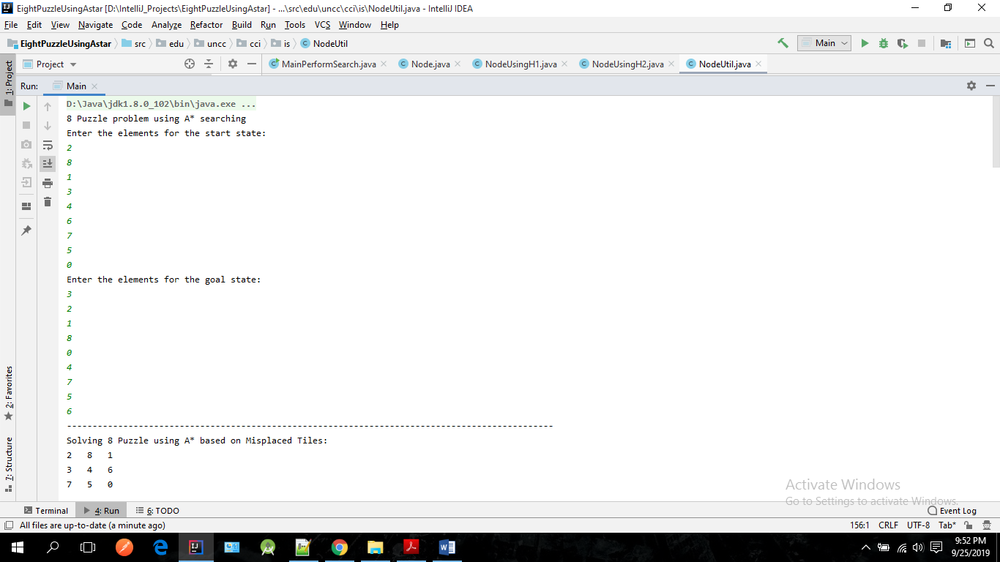 EightPuzzleUsingAstar [D:\IntelliJ_Projects\EightPuzzleUsingAstar] - ...\src\edu\uncc\cci\is\NodeUtil.java - IntelliJ IDEA
File Edit View Navigate Code Analyze Refactor Build Run Tools VCS Window Help
EightPuzzleUsingAstar src edu uncc cci is NodeUtil Main
1: Project Project MainPerformSearch.java Node.java NodeUsingH1.java NodeUsingH2.java NodeUtil.java
Run: Main
D:\Java\jdk1.8.0_102\bin\java.exe ...
8 Puzzle problem using A* searching
Enter the elements for the start state:
2
8
1
3
4
6
7
5
0
Enter the elements for the goal state:
3
2
1
8
0
4
7
5
6
-----------------------------------------------------------------------------------------------
Solving 8 Puzzle using A* based on Misplaced Tiles:
2 8 1
3 4 6
7 5 0
2: Favorites
7: Structure
Activate Windows
Go to Settings to activate Windows.
Terminal 4: Run 6: TODO Event Log
All files are up-to-date (a minute ago) 156:1 CRLF UTF-8 Tab*
9:52 PM
9/25/2019